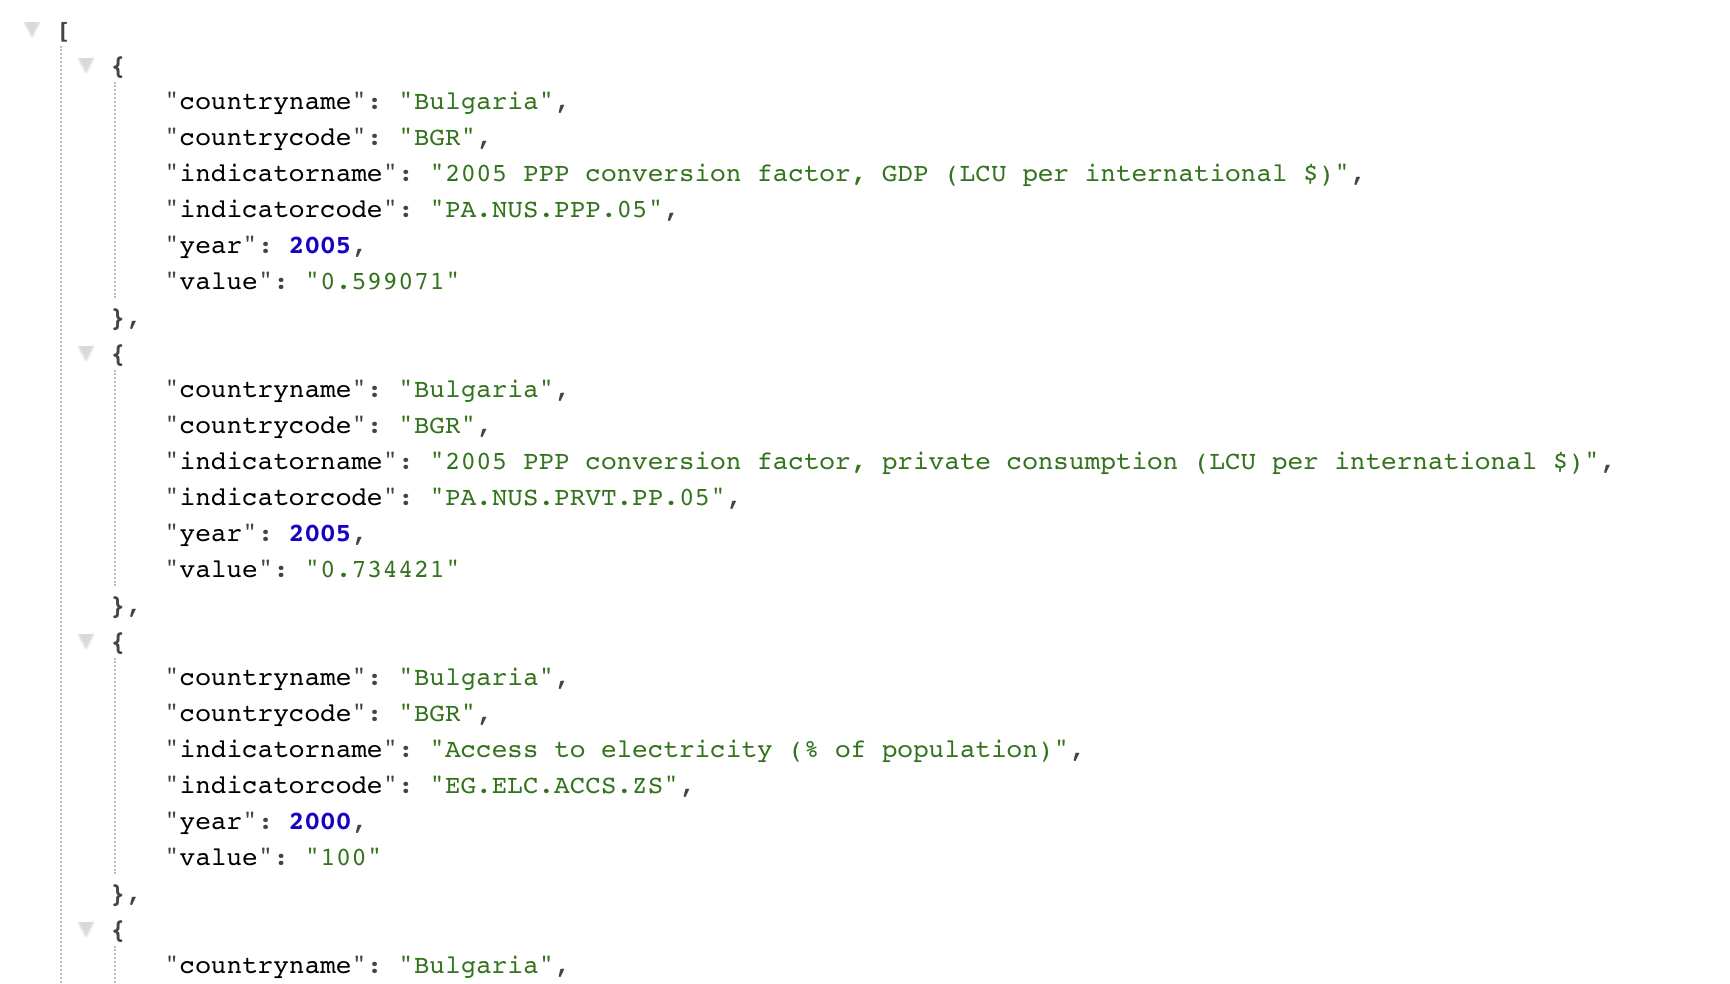 [
{
"countryname": "Bulgaria",
"countrycode": "BGR",
"indicatorname": "2005 PPP conversion factor, GDP (LCU per international $)",
"indicatorcode": "PA.NUS.PPP.05",
"year": 2005,
"value": "0.599071"
},
{
"countryname": "Bulgaria",
"countrycode": "BGR",
"indicatorname": "2005 PPP conversion factor, private consumption (LCU per international $)",
"indicatorcode": "PA.NUS.PRVT.PP.05",
"year": 2005,
"value": "0.734421"
},
{
"countryname": "Bulgaria",
"countrycode": "BGR",
"indicatorname": "Access to electricity (% of population)",
"indicatorcode": "EG.ELC.ACCS.ZS",
"year": 2000,
"value": "100"
},
{
"countryname": "Bulgaria",